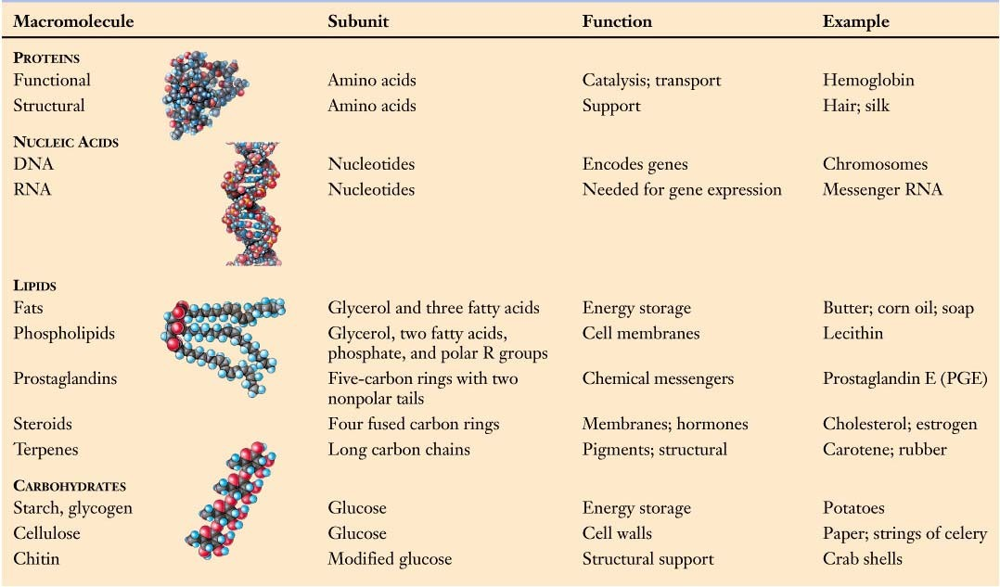 Macromolecule Subunit Function Example
PROTEINS
Functional Amino acids Catalysis; transport Hemoglobin
Structural Amino acids Support Hair; silk
NUCLEIC ACIDS
DNA Nucleotides Encodes genes Chromosomes
RNA Nucleotides Needed for gene expression Messenger RNA
LIPIDS
Fats Glycerol and three fatty acids Energy storage Butter; corn oil; soap
Phospholipids Glycerol, two fatty acids, Cell membranes Lecithin
phosphate, and polar R groups
Prostaglandins Five-carbon rings with two Chemical messengers Prostaglandin E (PGE)
nonpolar tails
Steroids Four fused carbon rings Membranes; hormones Cholesterol; estrogen
Terpenes Long carbon chains Pigments; structural Carotene; rubber
CARBOHYDRATES
Starch, glycogen Glucose Energy storage Potatoes
Cellulose Glucose Cell walls Paper; strings of celery
Chitin Modified glucose Structural support Crab shells